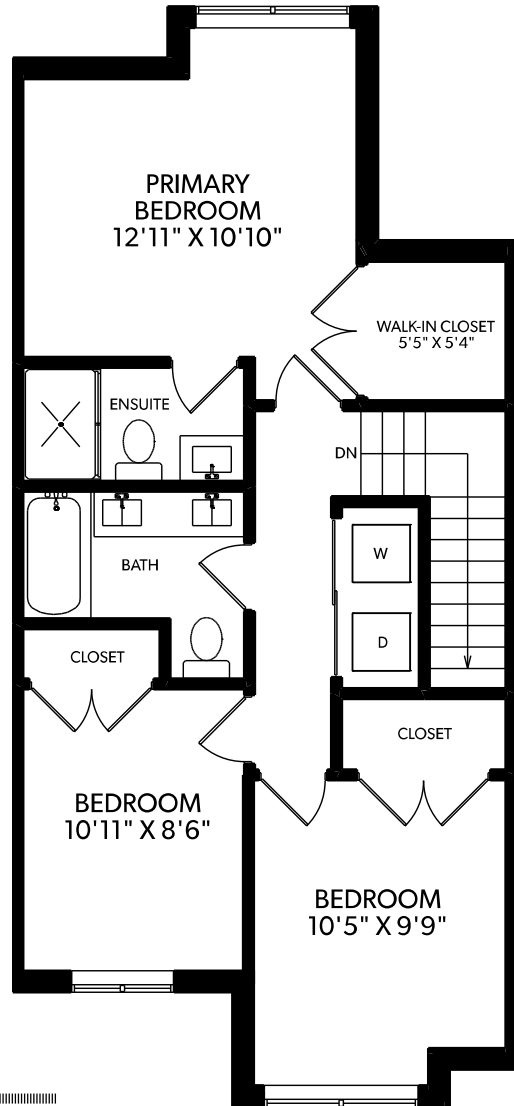 PRIMARY
BEDROOM
12'11" X 10'10"
WALK-IN CLOSET
5'5" X 5'4"
ENSUITE
DN
W
BATH
D
CLOSET
CLOSET
BEDROOM
10'11" X 8'6"
BEDROOM
10'5" X 9'9"